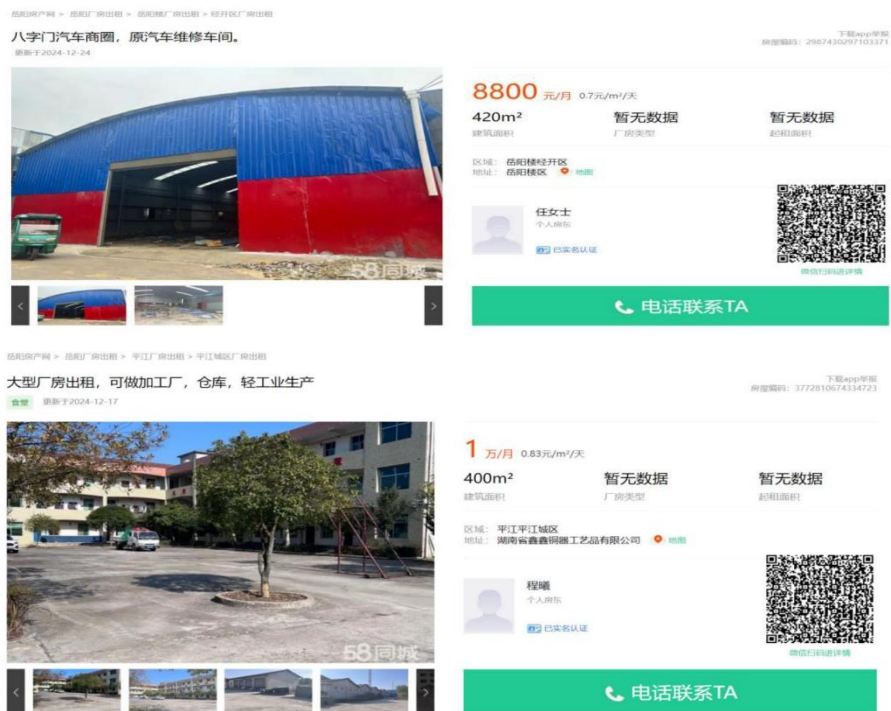 岳阳房产网 > 岳阳厂房出租 > 岳阳楼厂房出租 > 经开区厂房出租
八字门汽车商圈，原汽车维修车间。
更新于2024-12-24
下载app举报
房屋编码：2987430297103371
8800 元/月 0.7元/m²/天
420m² 暂无数据 暂无数据
建筑面积 厂房类型 起租面积
区域： 岳阳楼经开区
地址： 岳阳楼区 地图
任女士
个人房东
已实名认证
微信扫码进详情
电话联系TA
58同城
岳阳房产网 > 岳阳厂房出租 > 平江厂房出租 > 平江城区厂房出租
大型厂房出租，可做加工厂，仓库，轻工业生产
食堂 更新于2024-12-17
下载app举报
房屋编码：3772810674334723
1 万/月 0.83元/m²/天
400m² 暂无数据 暂无数据
建筑面积 厂房类型 起租面积
区域： 平江平江城区
地址： 湖南省鑫鑫铜器工艺品有限公司 地图
程曦
个人房东
已实名认证
微信扫码进详情
电话联系TA
58同城